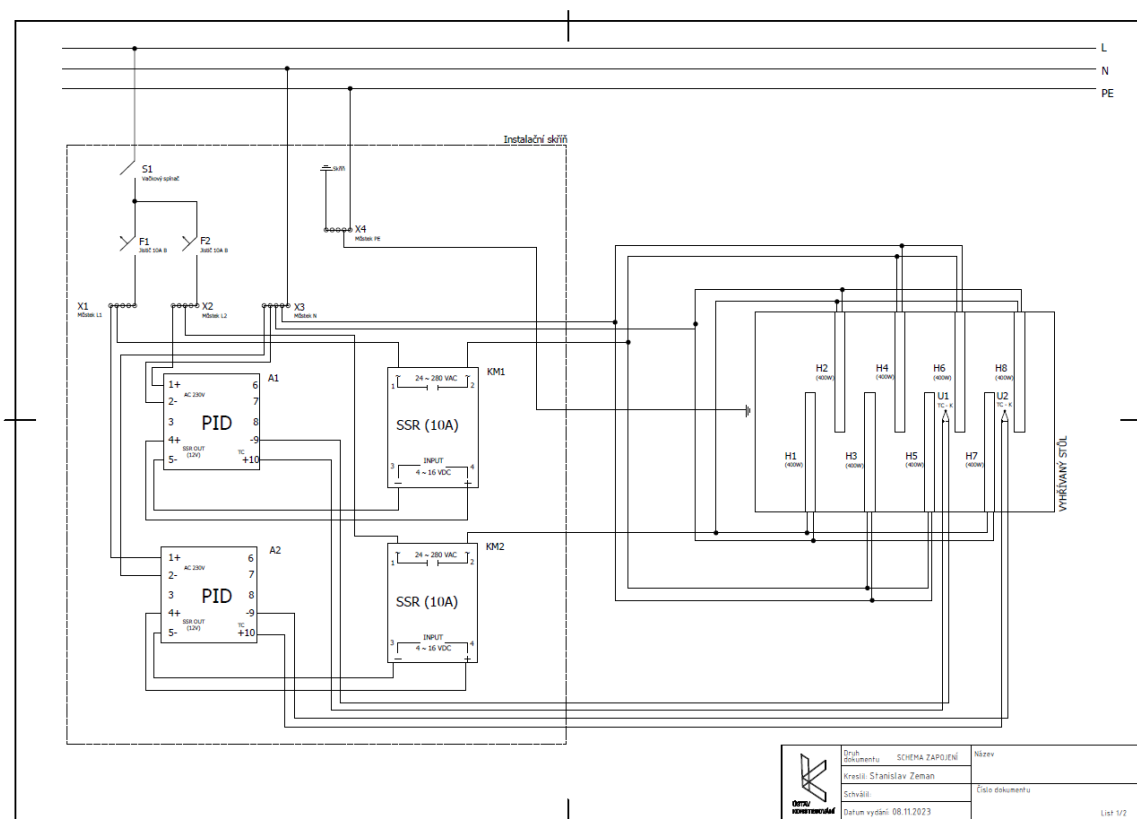 L
N
PE
Instalační skříň
S1
Vačkový spínač
skříň
F1
Jistič 10A B
F2
Jistič 10A B
X4
Můstek PE
X1
Můstek L1
X2
Můstek L2
X3
Můstek N
A1
1+
AC 230V
2-
3
PID
4+
SSR OUT
(12V)
5-
6
7
8
-9
TC
+10
KM1
24 ~ 280 VAC
1
2
SSR (10A)
INPUT
3
4
4 ~ 16 VDC
A2
1+
AC 230V
2-
3
PID
4+
SSR OUT
(12V)
5-
6
7
8
-9
TC
+10
KM2
24 ~ 280 VAC
1
2
SSR (10A)
INPUT
3
4
4 ~ 16 VDC
H2
(400W)
H4
(400W)
H6
(400W)
H8
(400W)
U1
TC - K
U2
TC - K
H1
(400W)
H3
(400W)
H5
(400W)
H7
(400W)
VYHŘÍVANÝ STŮL
ÚSTAV
KONSTRUOVÁNÍ
Druh
dokumentu SCHEMA ZAPOJENÍ
Název
Kreslil: Stanislav Zeman
Schválil:
Číslo dokumentu
Datum vydání: 08.11.2023
List 1/2